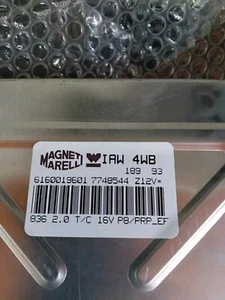 MAGNETI MARELLI IAW 4WB
189 93
6160019601 7748544 Z12V=
836 2.0 T/C 16V P8/PRP_EF